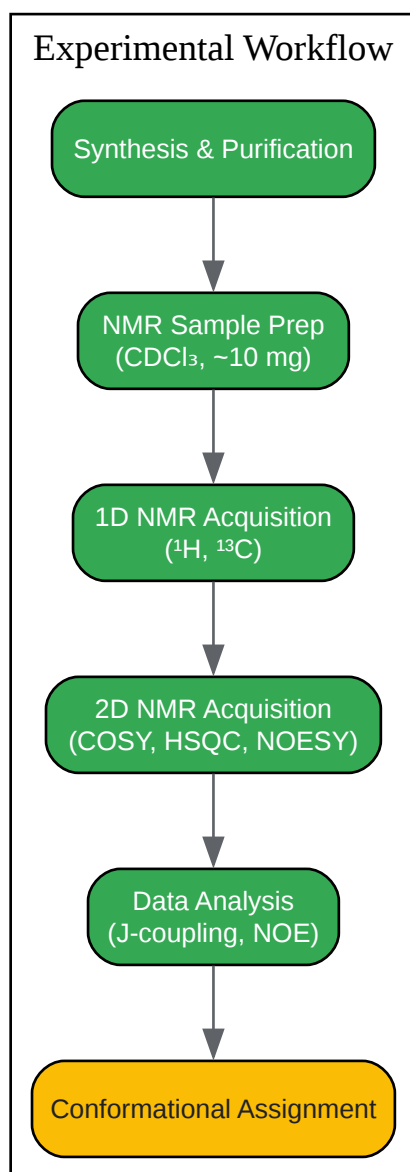 Experimental Workflow
Synthesis & Purification
NMR Sample Prep
(CDCl₃, ~10 mg)
1D NMR Acquisition
(¹H, ¹³C)
2D NMR Acquisition
(COSY, HSQC, NOESY)
Data Analysis
(J-coupling, NOE)
Conformational Assignment